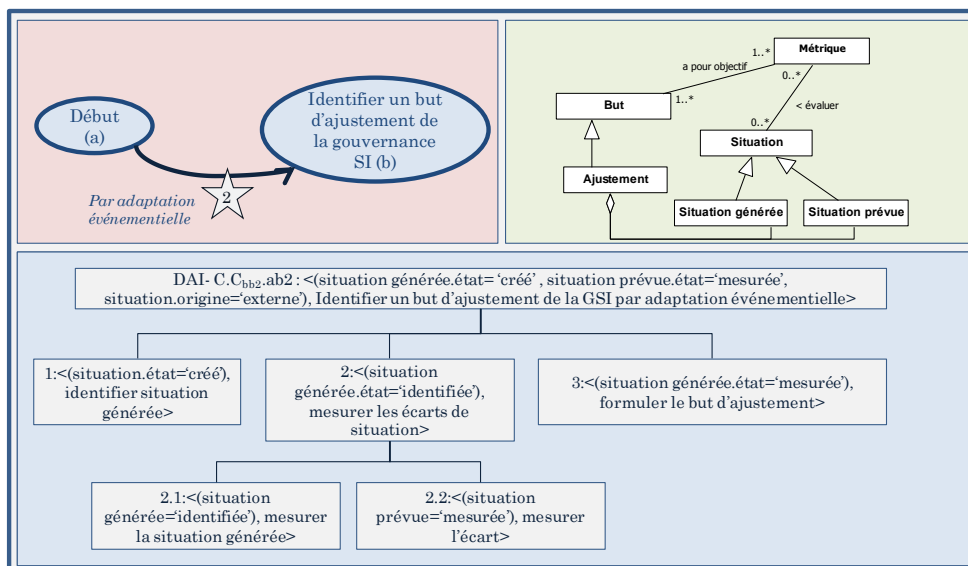 Début
(a)
Identifier un but
d’ajustement de
la gouvernance
SI (b)
Par adaptation
événementielle
2
Métrique
1..*
0..*
a pour objectif
1..*
But
< évaluer
0..*
Situation
Ajustement
Situation générée
Situation prévue
DAI- C.Cbb2.ab2 : <(situation générée.état= ‘créé’ , situation prévue.état=‘mesurée’,
situation.origine=‘externe’), Identifier un but d’ajustement de la GSI par adaptation événementielle>
1:<(situation.état=‘créé’),
identifier situation
générée>
2:<(situation
générée.état=‘identifiée’),
mesurer les écarts de
situation>
3:<(situation générée.état=‘mesurée’),
formuler le but d’ajustement>
2.1:<(situation
générée=‘identifiée’), mesurer
la situation générée>
2.2:<(situation
prévue=‘mesurée’), mesurer
l’écart>